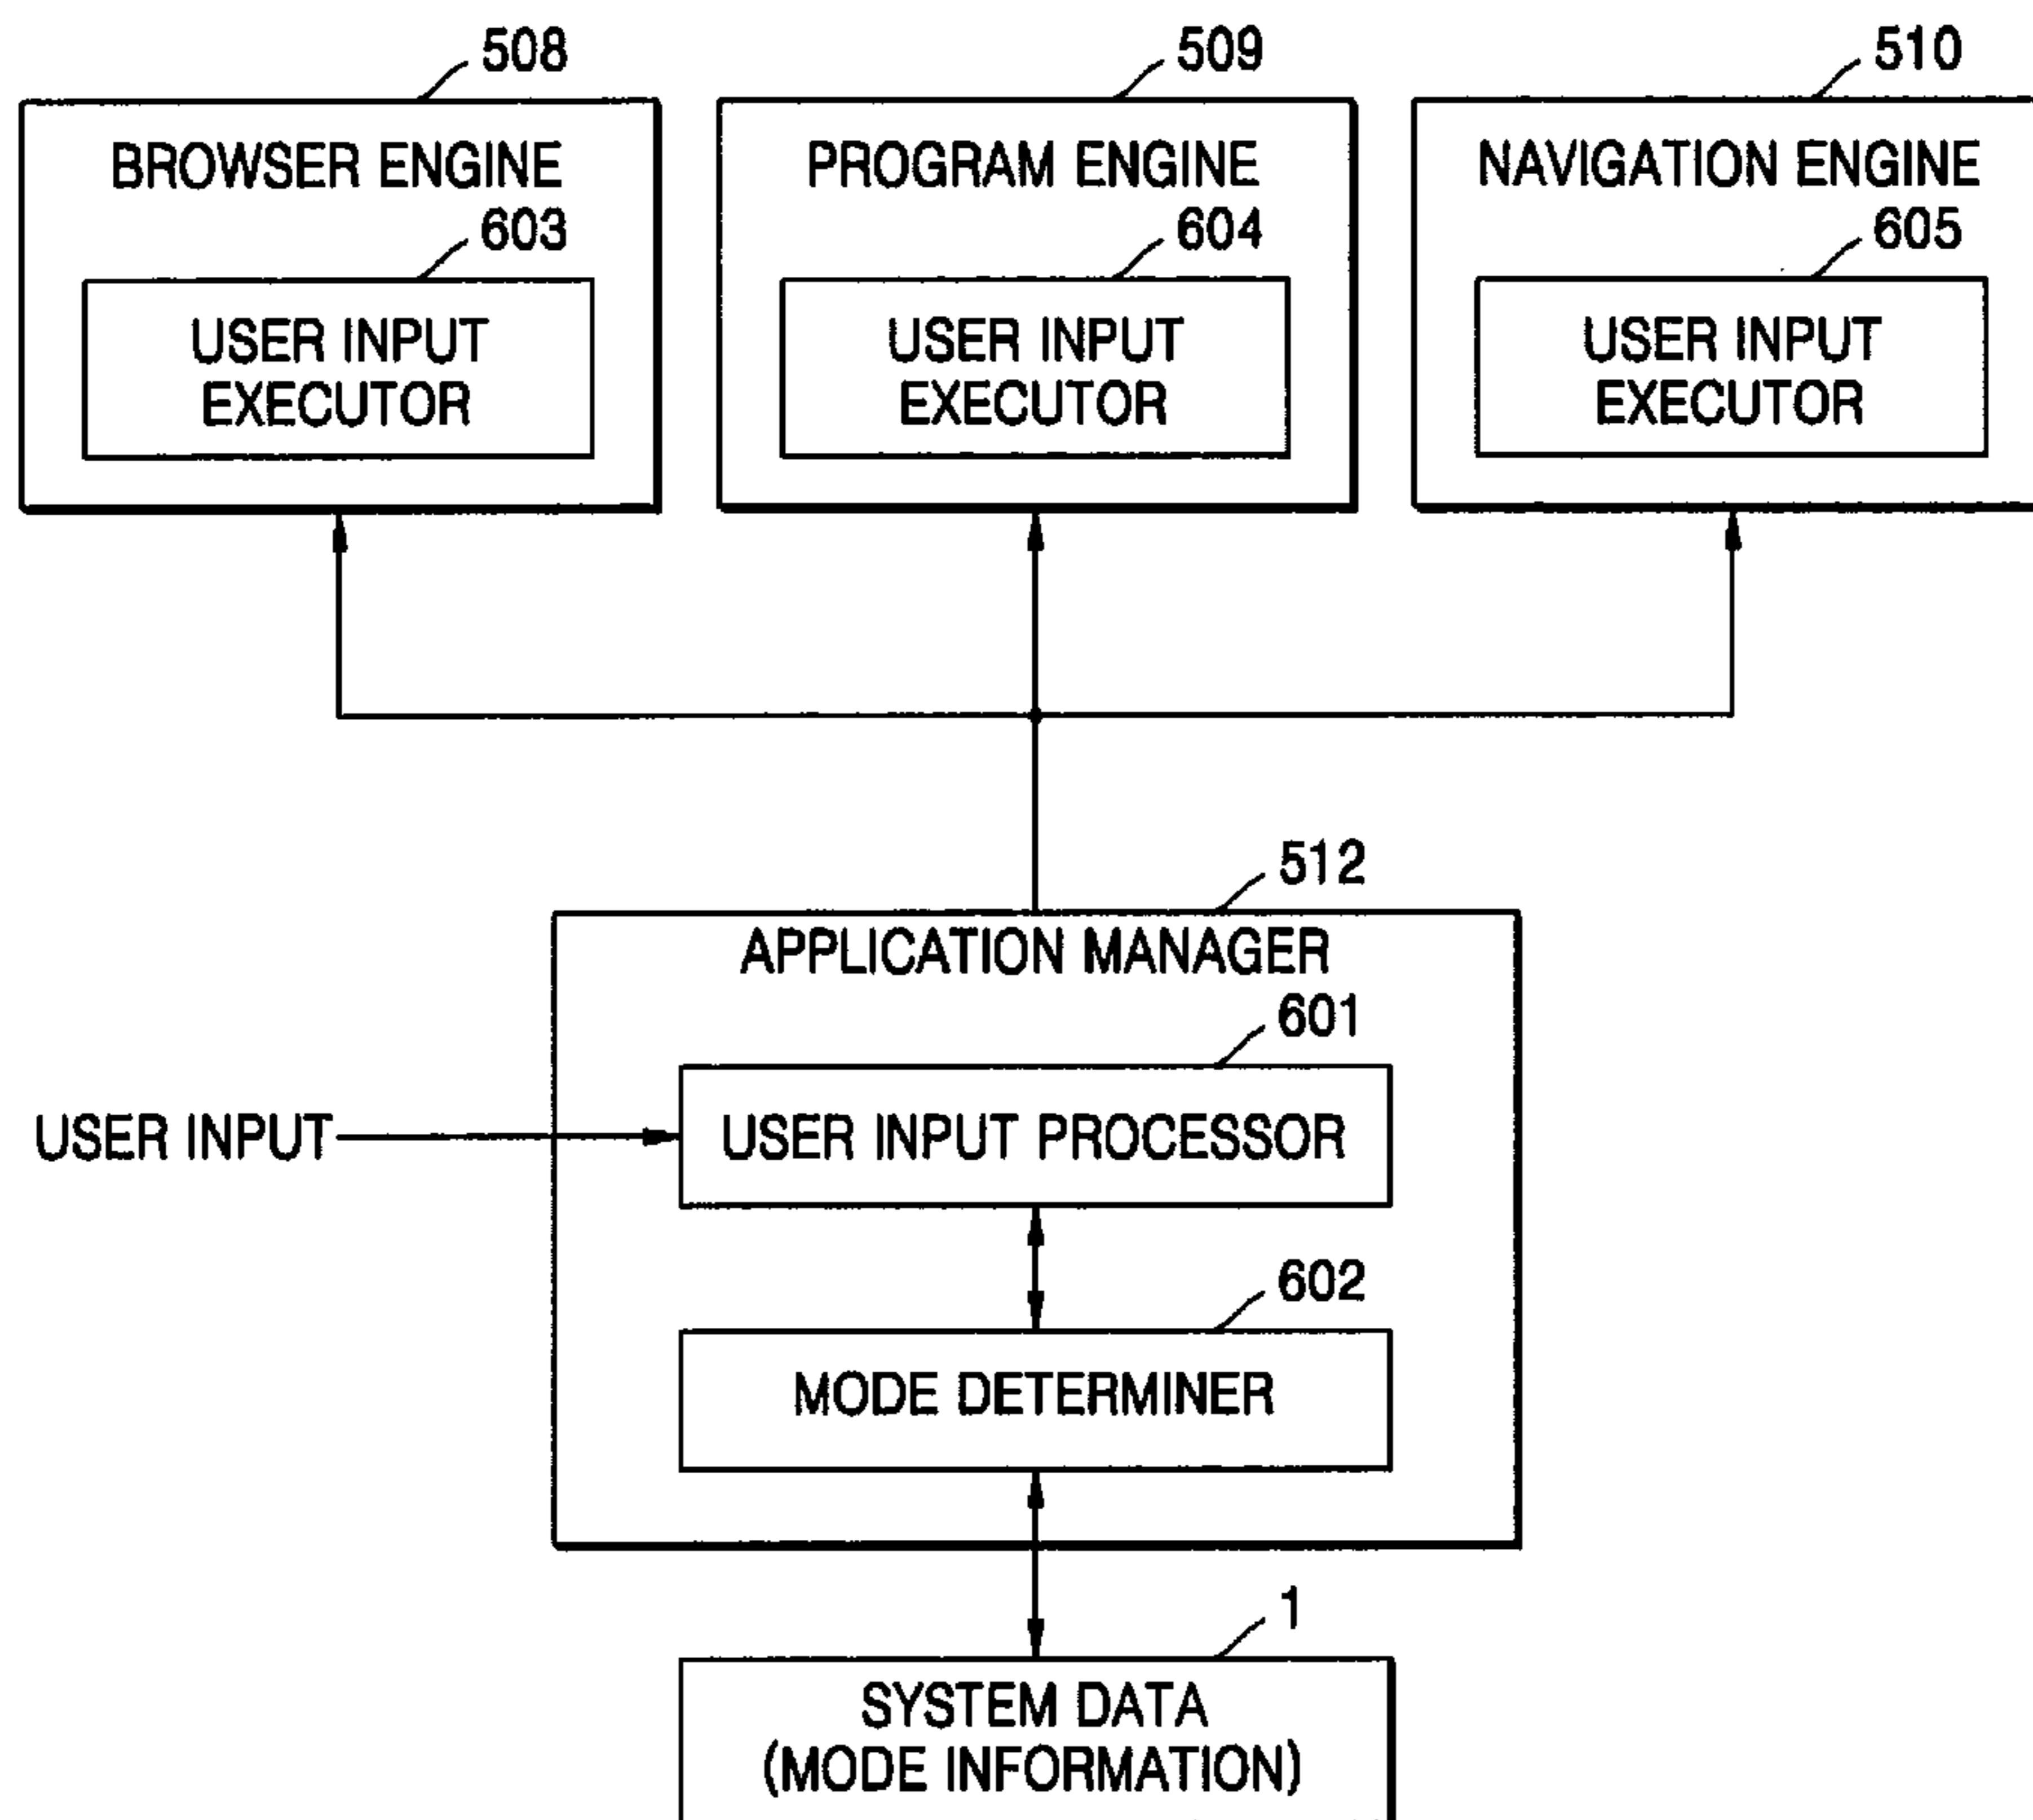 508
509
510
BROWSER ENGINE
PROGRAM ENGINE
NAVIGATION ENGINE
603
604
605
USER INPUT
EXECUTOR
USER INPUT
EXECUTOR
USER INPUT
EXECUTOR
512
APPLICATION MANAGER
601
USER INPUT
USER INPUT PROCESSOR
602
MODE DETERMINER
1
SYSTEM DATA
(MODE INFORMATION)